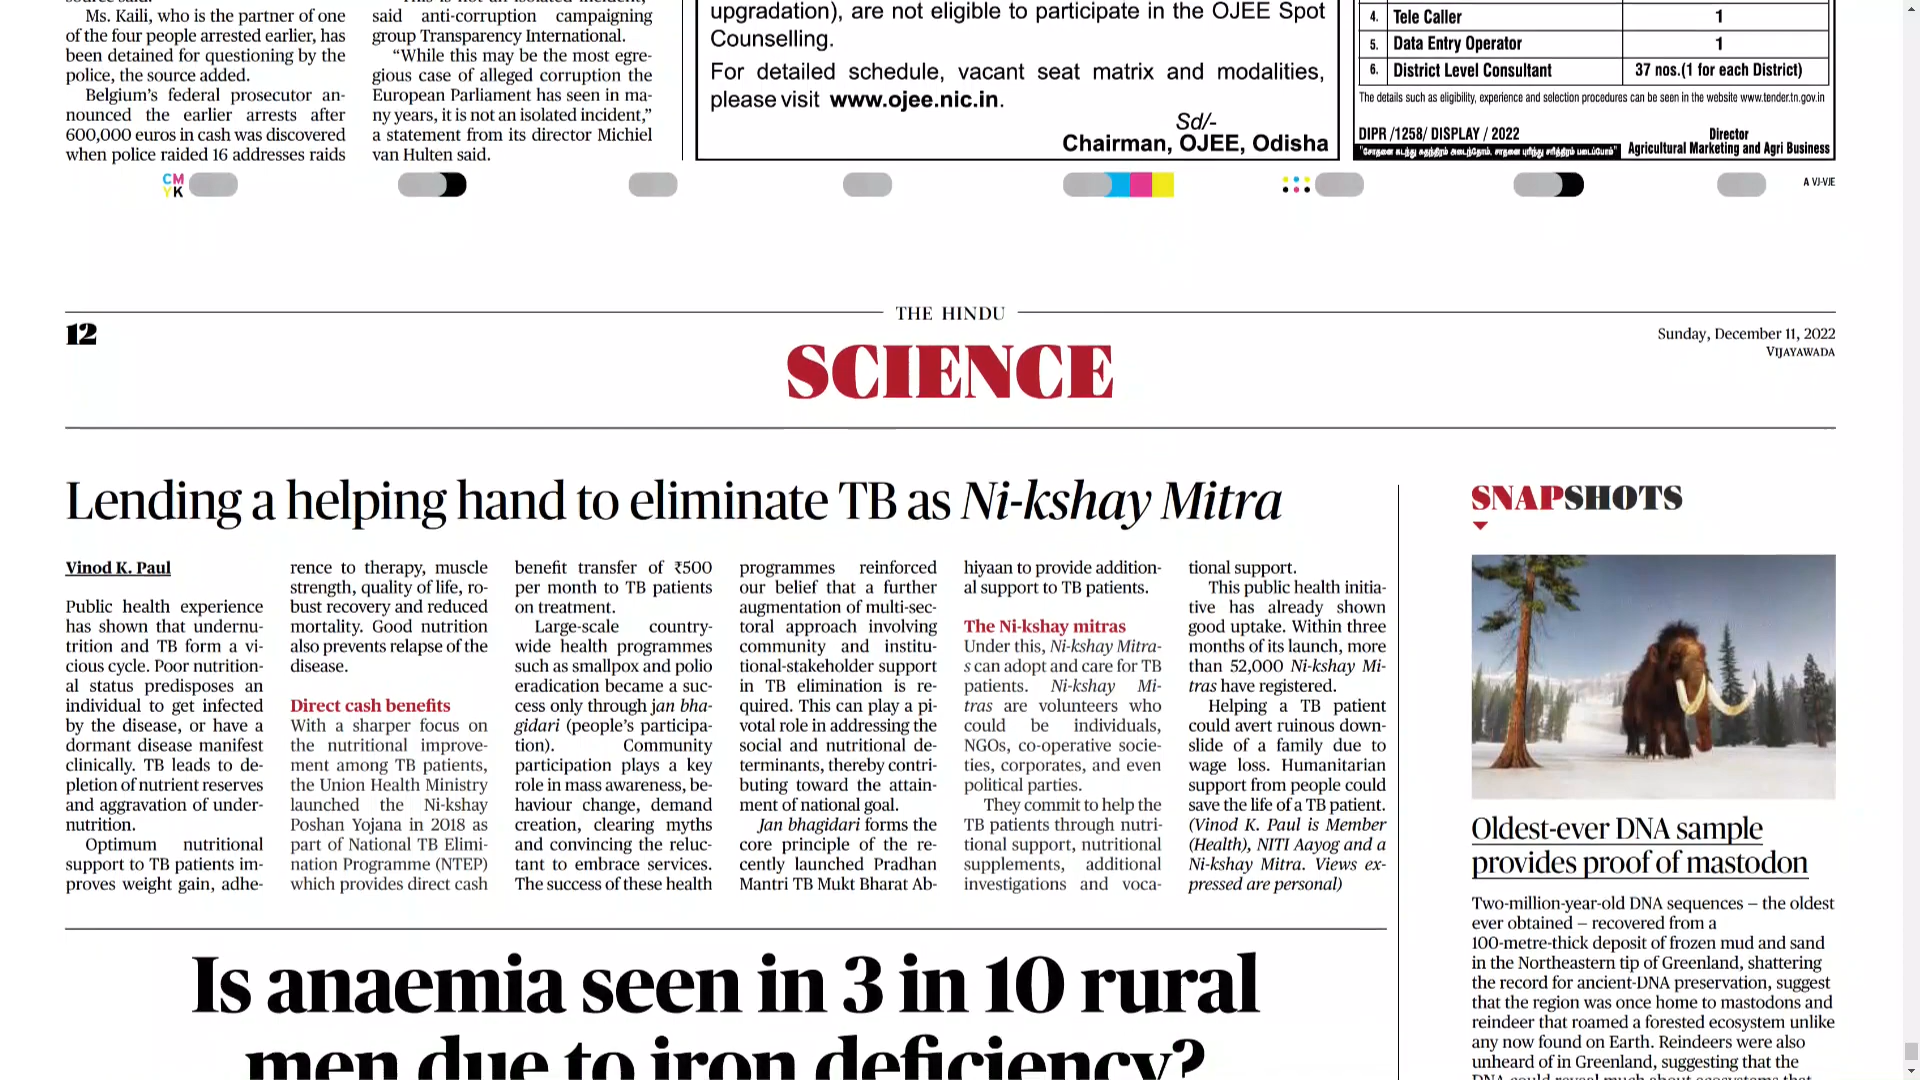 Ms. Kaili, who is the partner of one
of the four people arrested earlier, has
been detained for questioning by the
police, the source added.
Belgium's federal prosecutor an-
nounced the earlier arrests after
600,000 euros in cash was discovered
when police raided 16 addresses raids
said anti-corruption campaigning
group Transparency International.
"While this may be the most egre-
gious case of alleged corruption the
European Parliament has seen in ma-
ny years, it is not an isolated incident,"
a statement from its director Michiel
van Hulten said.
upgradation), are not eligible to participate in the OJEE Spot
Counselling.
For detailed schedule, vacant seat matrix and modalities,
please visit www.ojee.nic.in.
Sd/-
Chairman, OJEE, Odisha
4. Tele Caller 1
5. Data Entry Operator 1
6. District Level Consultant 37 nos.(1 for each District)
The details such as eligibility, experience and selection procedures can be seen in the website www.tender.tn.gov.in
DIPR /1258/ DISPLAY / 2022
Director
Agricultural Marketing and Agri Business
CM
YK
A VJ-VJE
THE HINDU
12
SCIENCE
Sunday, December 11, 2022
VIJAYAWADA
Lending a helping hand to eliminate TB as Ni-kshay Mitra
Vinod K. Paul
Public health experience
has shown that undernu-
trition and TB form a vi-
cious cycle. Poor nutrition-
al status predisposes an
individual to get infected
by the disease, or have a
dormant disease manifest
clinically. TB leads to de-
pletion of nutrient reserves
and aggravation of under-
nutrition.
Optimum nutritional
support to TB patients im-
proves weight gain, adhe-
rence to therapy, muscle
strength, quality of life, ro-
bust recovery and reduced
mortality. Good nutrition
also prevents relapse of the
disease.
Direct cash benefits
With a sharper focus on
the nutritional improve-
ment among TB patients,
the Union Health Ministry
launched the Ni-kshay
Poshan Yojana in 2018 as
part of National TB Elimi-
nation Programme (NTEP)
which provides direct cash
benefit transfer of ₹500
per month to TB patients
on treatment.
Large-scale country-
wide health programmes
such as smallpox and polio
eradication became a suc-
cess only through jan bha-
gidari (people's participa-
tion). Community
participation plays a key
role in mass awareness, be-
haviour change, demand
creation, clearing myths
and convincing the reluc-
tant to embrace services.
The success of these health
programmes reinforced
our belief that a further
augmentation of multi-sec-
toral approach involving
community and institu-
tional-stakeholder support
in TB elimination is re-
quired. This can play a pi-
votal role in addressing the
social and nutritional de-
terminants, thereby contri-
buting toward the attain-
ment of national goal.
Jan bhagidari forms the
core principle of the re-
cently launched Pradhan
Mantri TB Mukt Bharat Ab-
hiyaan to provide addition-
al support to TB patients.
The Ni-kshay mitras
Under this, Ni-kshay Mitra-
s can adopt and care for TB
patients. Ni-kshay Mi-
tras are volunteers who
could be individuals,
NGOs, co-operative socie-
ties, corporates, and even
political parties.
They commit to help the
TB patients through nutri-
tional support, nutritional
supplements, additional
investigations and voca-
tional support.
This public health initia-
tive has already shown
good uptake. Within three
months of its launch, more
than 52,000 Ni-kshay Mi-
tras have registered.
Helping a TB patient
could avert ruinous down-
slide of a family due to
wage loss. Humanitarian
support from people could
save the life of a TB patient.
(Vinod K. Paul is Member
(Health), NITI Aayog and a
Ni-kshay Mitra. Views ex-
pressed are personal)
Is anaemia seen in 3 in 10 rural
men due to iron deficiency?
SNAPSHOTS
Oldest-ever DNA sample
provides proof of mastodon
Two-million-year-old DNA sequences – the oldest
ever obtained – recovered from a
100-metre-thick deposit of frozen mud and sand
in the Northeastern tip of Greenland, shattering
the record for ancient-DNA preservation, suggest
that the region was once home to mastodons and
reindeer that roamed a forested ecosystem unlike
any now found on Earth. Reindeers were also
unheard of in Greenland, suggesting that the